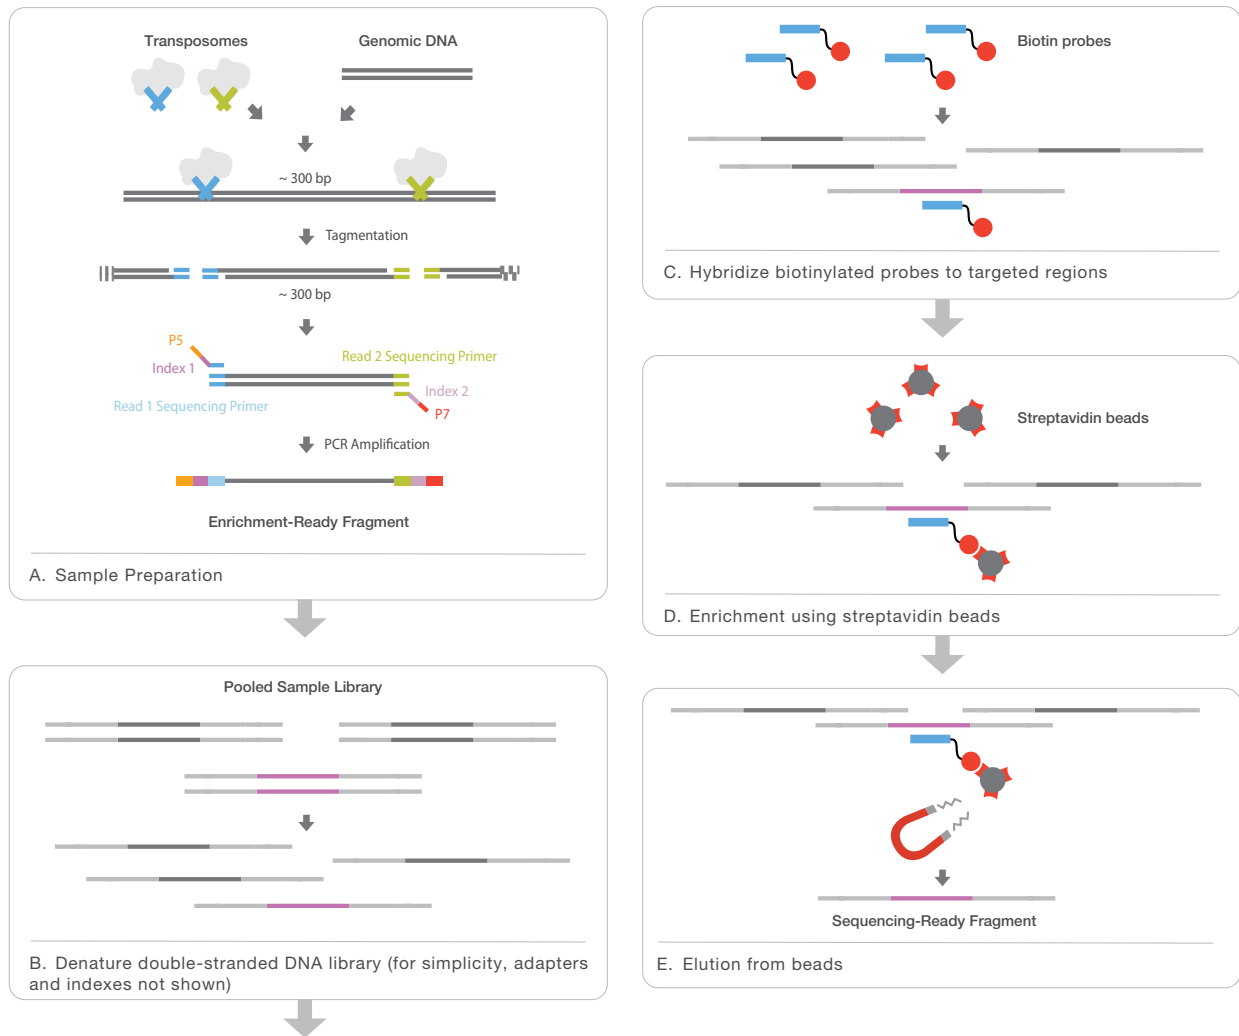 Transposomes
Genomic DNA
~ 300 bp
Tagmentation
~ 300 bp
P5
Index 1
Read 2 Sequencing Primer
Read 1 Sequencing Primer
Index 2
P7
PCR Amplification
Enrichment-Ready Fragment
A. Sample Preparation
Pooled Sample Library
B. Denature double-stranded DNA library (for simplicity, adapters
and indexes not shown)
Biotin probes
C. Hybridize biotinylated probes to targeted regions
Streptavidin beads
D. Enrichment using streptavidin beads
Sequencing-Ready Fragment
E. Elution from beads